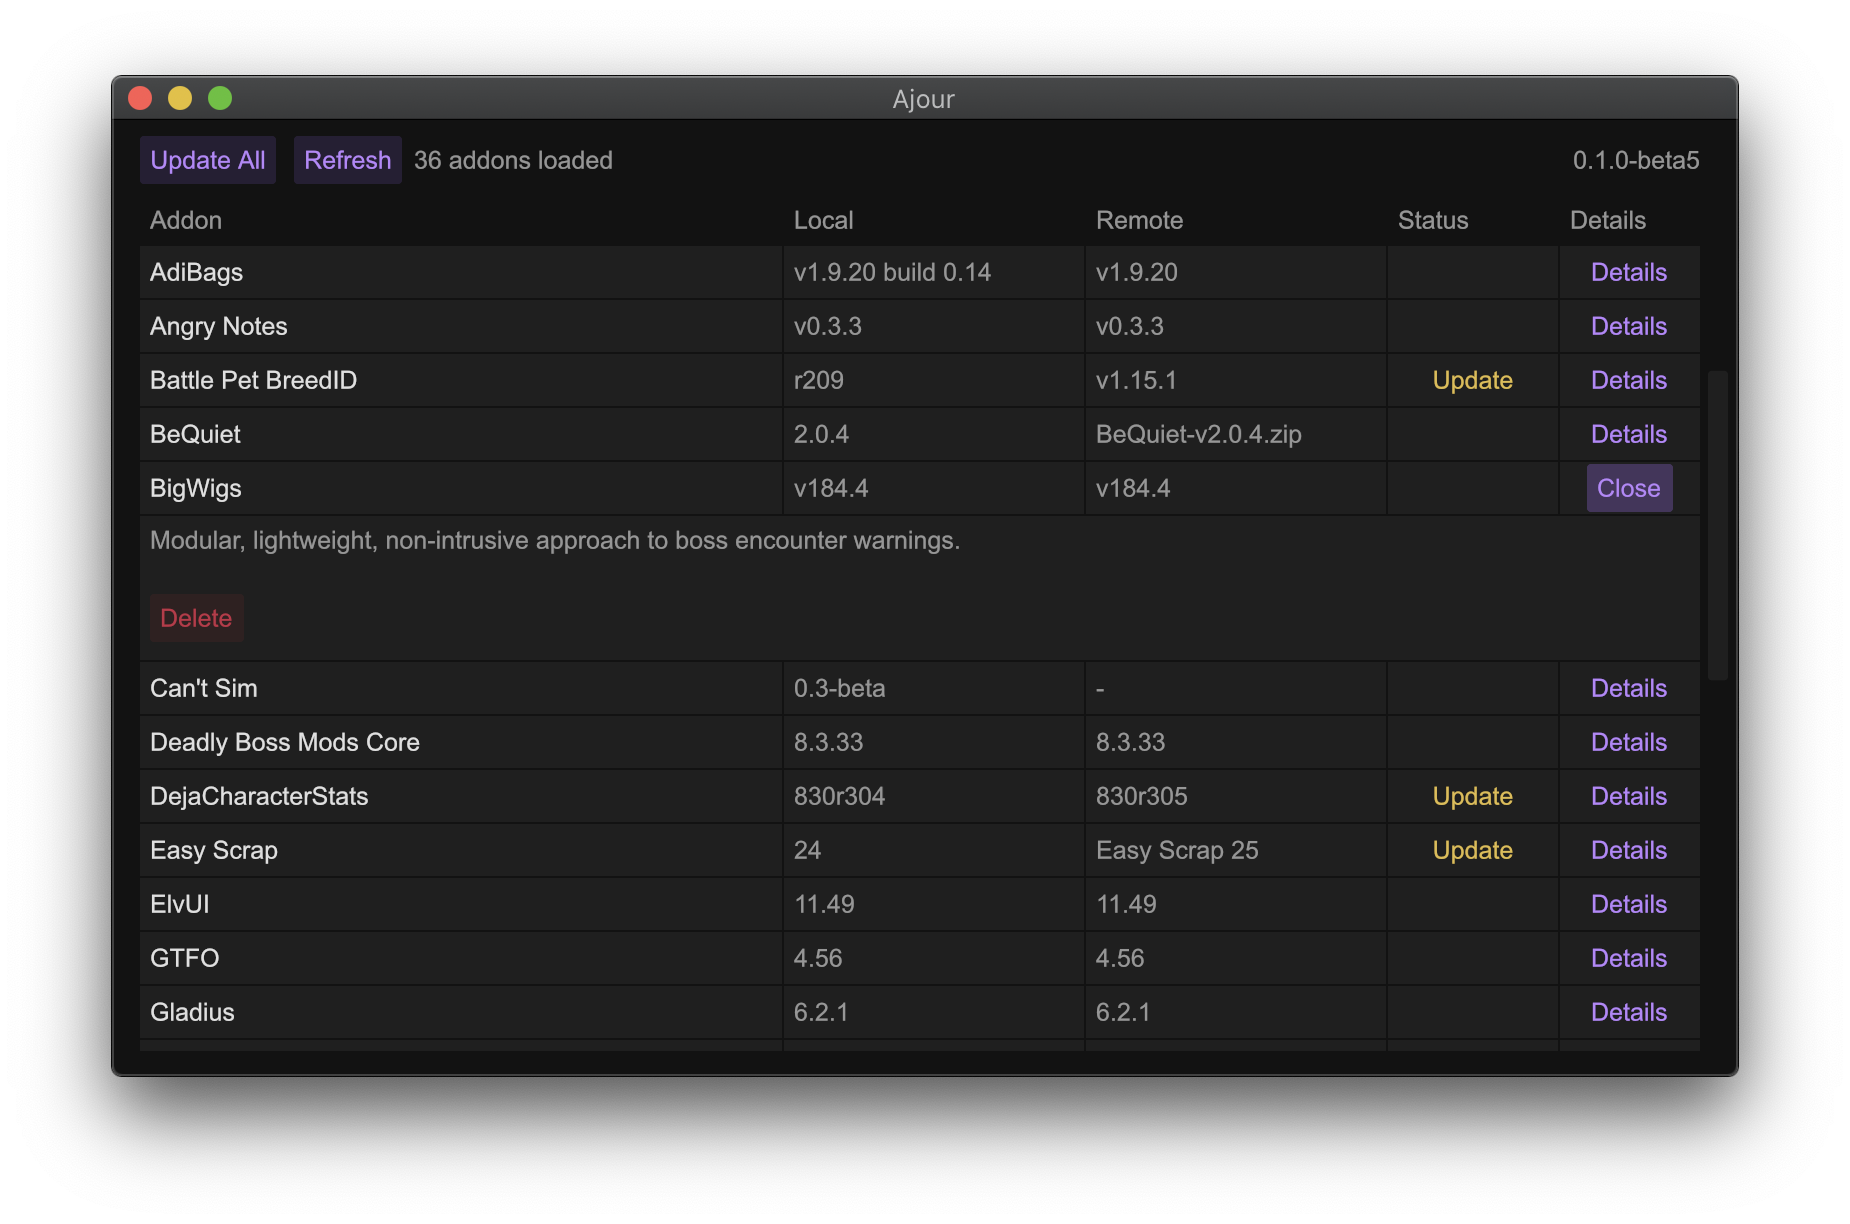 Ajour
Update All Refresh 36 addons loaded 0.1.0-beta5
Addon Local Remote Status Details
AdiBags v1.9.20 build 0.14 v1.9.20 Details
Angry Notes v0.3.3 v0.3.3 Details
Battle Pet BreedID r209 v1.15.1 Update Details
BeQuiet 2.0.4 BeQuiet-v2.0.4.zip Details
BigWigs v184.4 v184.4 Close
Modular, lightweight, non-intrusive approach to boss encounter warnings.
Delete
Can't Sim 0.3-beta - Details
Deadly Boss Mods Core 8.3.33 8.3.33 Details
DejaCharacterStats 830r304 830r305 Update Details
Easy Scrap 24 Easy Scrap 25 Update Details
ElvUI 11.49 11.49 Details
GTFO 4.56 4.56 Details
Gladius 6.2.1 6.2.1 Details